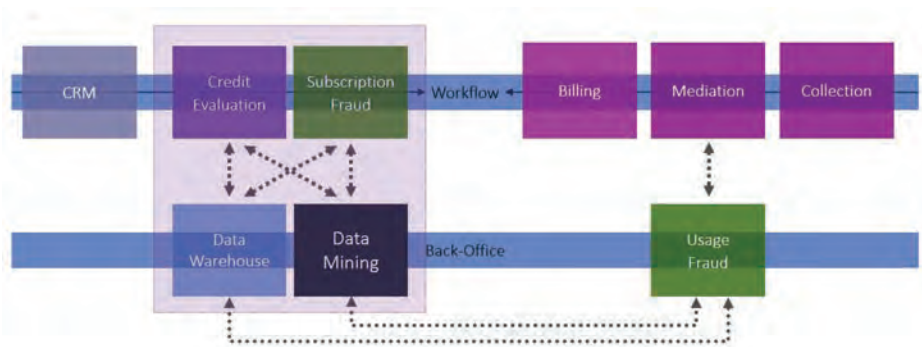 CRM
Credit
Evaluation
Subscription
Fraud
Workflow
Billing
Mediation
Collection
Data
Warehouse
Data
Mining
Back-Office
Usage
Fraud